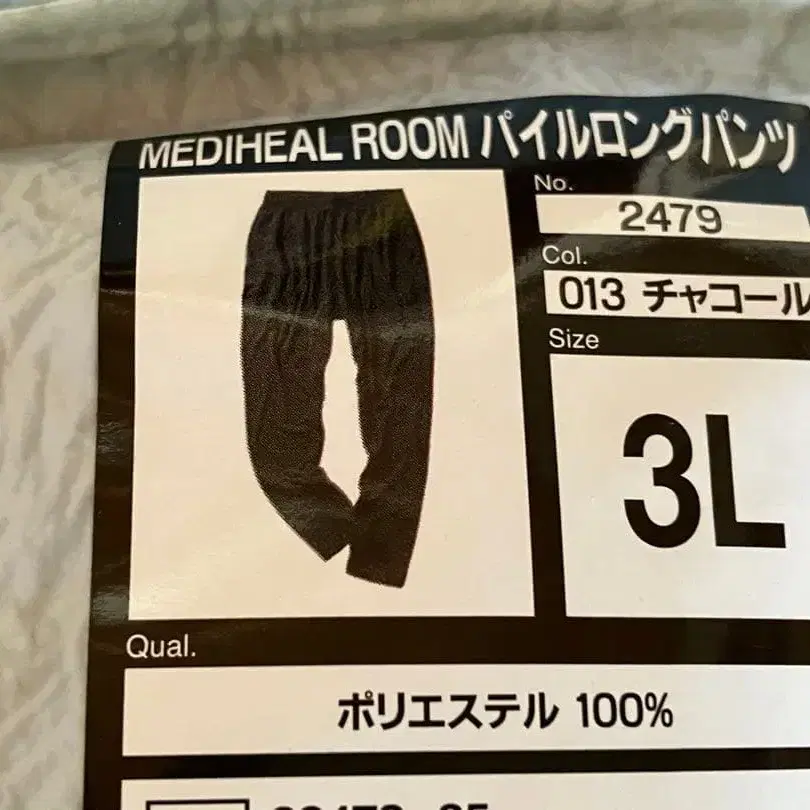 MEDIHEAL ROOM パイルロングパンツ
No.
2479
Col.
013 チャコール
Size
3L
Qual.
ポリエステル 100%